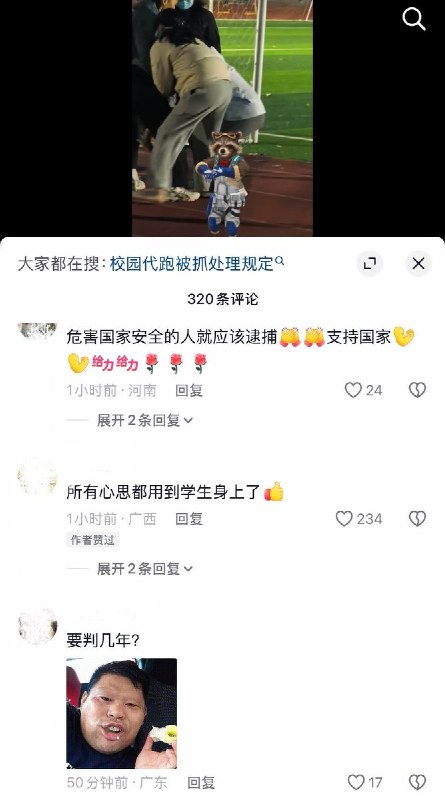 大家都在搜：校园代跑被抓处理规定
320条评论
危害国家安全的人就应该逮捕🎊🎊支持国家💪
💪给力给力🌹🌹🌹
1小时前·河南 回复 24
展开2条回复
所有心思都用到学生身上了👍
1小时前·广西 回复 234
作者赞过
展开2条回复
要判几年？
50分钟前·广东 回复 17